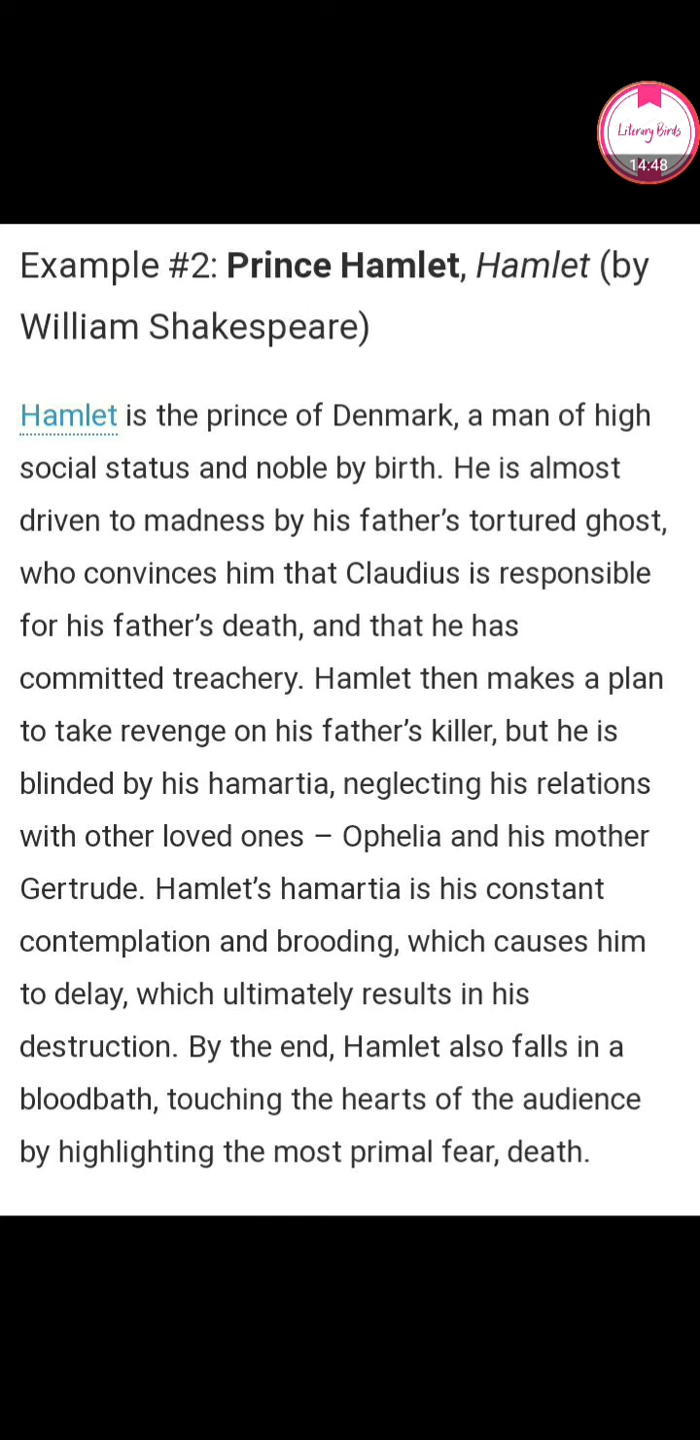 Literary Birds
14:48
Example #2: Prince Hamlet, Hamlet (by
William Shakespeare)
Hamlet is the prince of Denmark, a man of high
social status and noble by birth. He is almost
driven to madness by his father’s tortured ghost,
who convinces him that Claudius is responsible
for his father’s death, and that he has
committed treachery. Hamlet then makes a plan
to take revenge on his father’s killer, but he is
blinded by his hamartia, neglecting his relations
with other loved ones – Ophelia and his mother
Gertrude. Hamlet’s hamartia is his constant
contemplation and brooding, which causes him
to delay, which ultimately results in his
destruction. By the end, Hamlet also falls in a
bloodbath, touching the hearts of the audience
by highlighting the most primal fear, death.